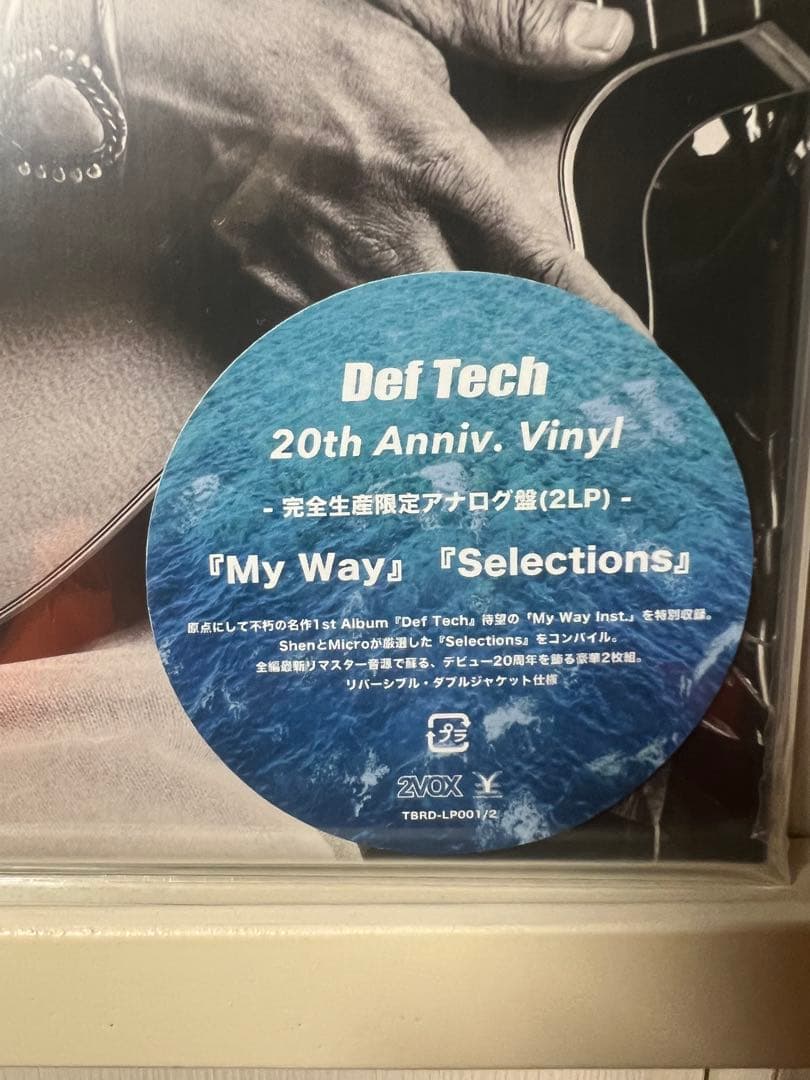 Def Tech
20th Anniv. Vinyl
- 完全生産限定アナログ盤(2LP) -
『My Way』『Selections』
原点にして不朽の名作1st Album『Def Tech』待望の「My Way Inst.」を特別収録。
ShenとMicroが厳選した『Selections』をコンパイル。
全編最新リマスター音源で蘇る、デビュー20周年を飾る豪華2枚組。
リバーシブル・ダブルジャケット仕様
プラ
2VOX
TBRD-LP001/2